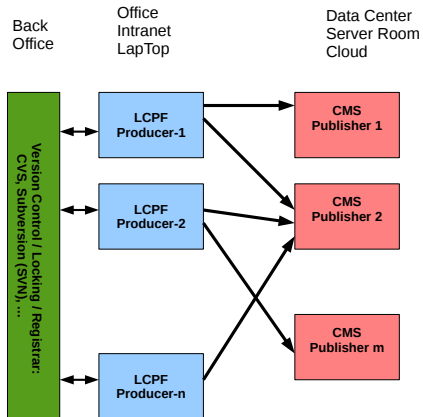 Back
Office
Office
Intranet
LapTop
Data Center
Server Room
Cloud
Version Control / Locking / Registrar:
CVS, Subversion (SVN), ...
LCPF
Producer-1
CMS
Publisher 1
LCPF
Producer-2
CMS
Publisher 2
CMS
Publisher m
LCPF
Producer-n